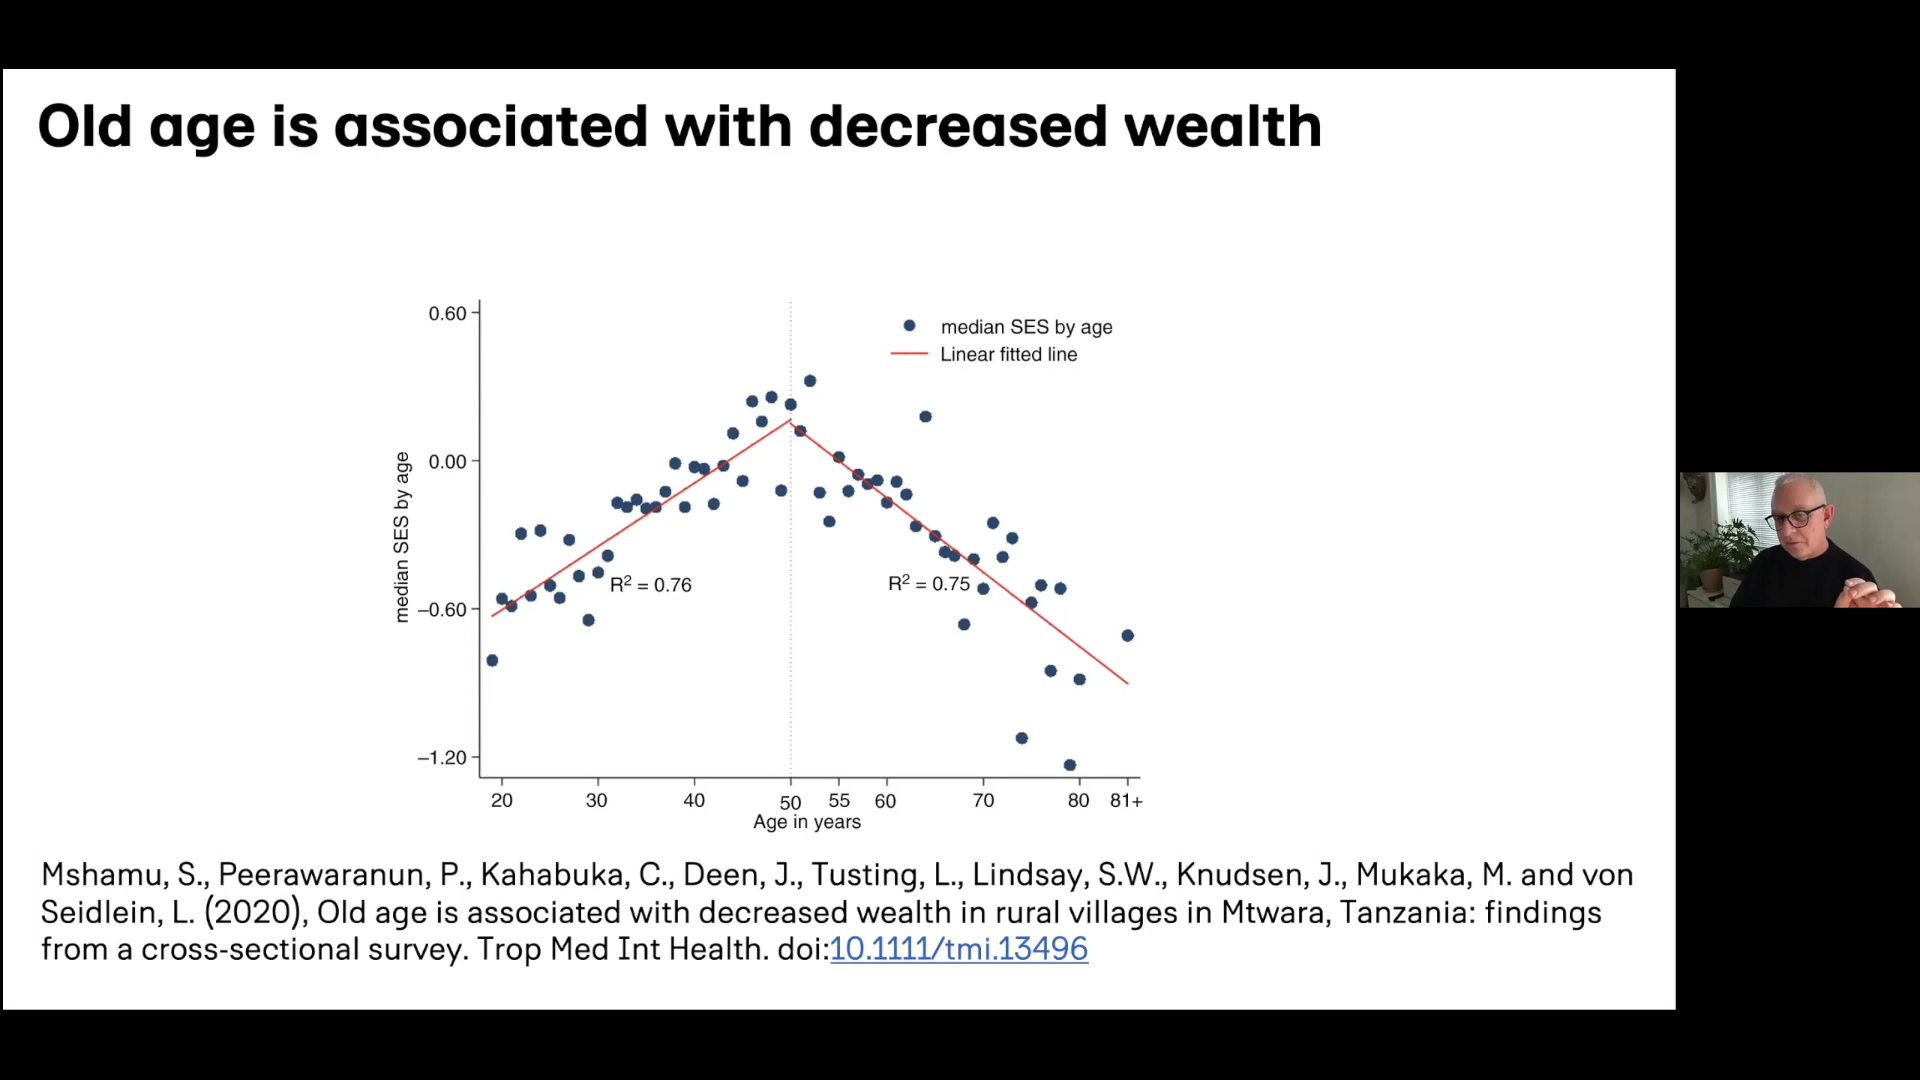 Old age is associated with decreased wealth
0.60
0.00
−0.60
−1.20
median SES by age
median SES by age
Linear fitted line
R² = 0.76
R² = 0.75
20 30 40 50 55 60 70 80 81+
Age in years
Mshamu, S., Peerawaranun, P., Kahabuka, C., Deen, J., Tusting, L., Lindsay, S.W., Knudsen, J., Mukaka, M. and von
Seidlein, L. (2020), Old age is associated with decreased wealth in rural villages in Mtwara, Tanzania: findings
from a cross-sectional survey. Trop Med Int Health. doi:10.1111/tmi.13496